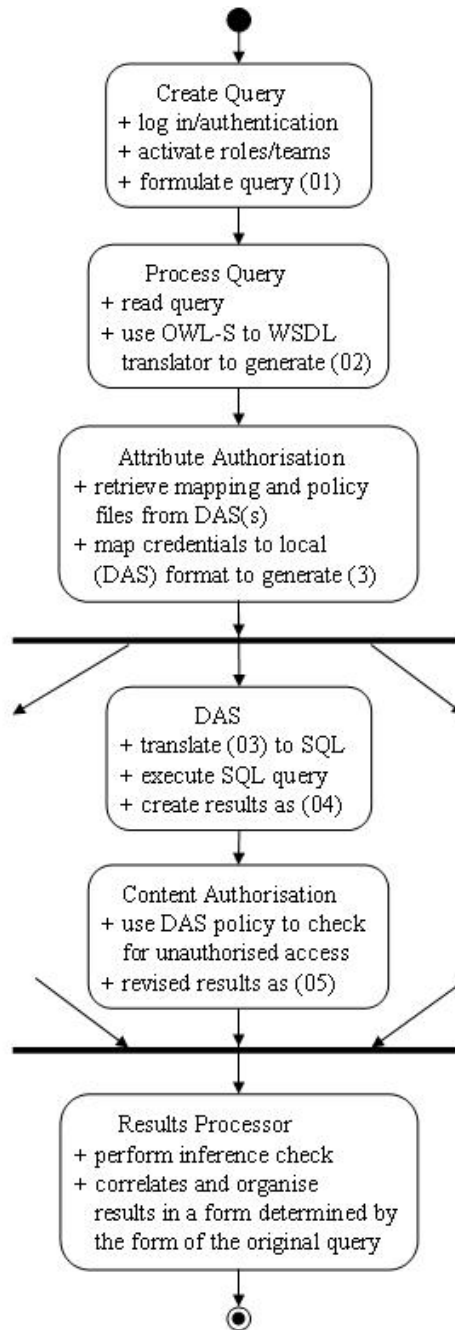 Create Query
+ log in/authentication
+ activate roles/teams
+ formulate query (01)
Process Query
+ read query
+ use OWL-S to WSDL
translator to generate (02)
Attribute Authorisation
+ retrieve mapping and policy
files from DAS(s)
+ map credentials to local
(DAS) format to generate (3)
DAS
+ translate (03) to SQL
+ execute SQL query
+ create results as (04)
Content Authorisation
+ use DAS policy to check
for unauthorised access
+ revised results as (05)
Results Processor
+ perform inference check
+ correlates and organise
results in a form determined by
the form of the original query